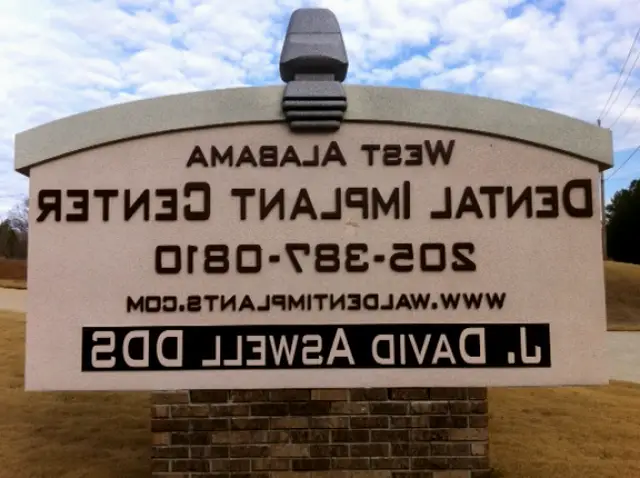 West Alabama
Dental Implant Center
205-387-0810
www.waldentimplants.com
J. David Aswell DDS